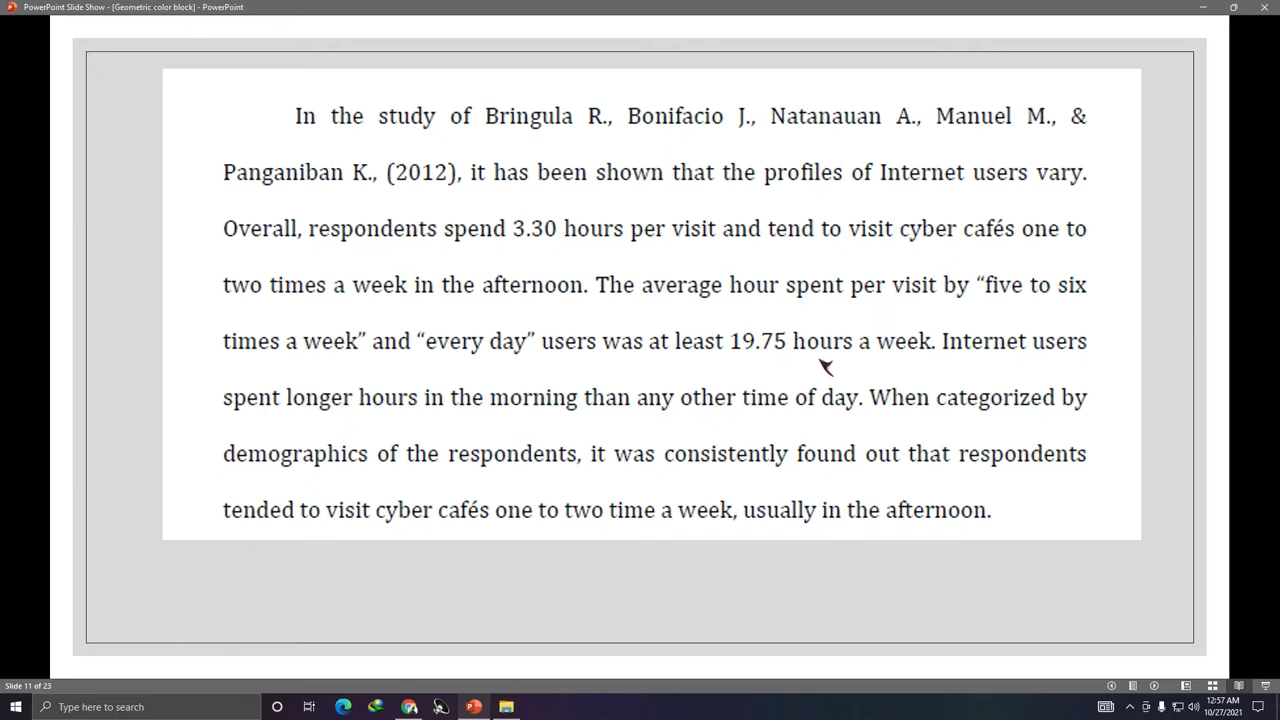 PowerPoint Slide Show - [Geometric color block] - PowerPoint
In the study of Bringula R., Bonifacio J., Natanauan A., Manuel M., &
Panganiban K., (2012), it has been shown that the profiles of Internet users vary.
Overall, respondents spend 3.30 hours per visit and tend to visit cyber cafés one to
two times a week in the afternoon. The average hour spent per visit by “five to six
times a week” and “every day” users was at least 19.75 hours a week. Internet users
spent longer hours in the morning than any other time of day. When categorized by
demographics of the respondents, it was consistently found out that respondents
tended to visit cyber cafés one to two time a week, usually in the afternoon.
Slide 11 of 23
Type here to search
12:57 AM
10/27/2021